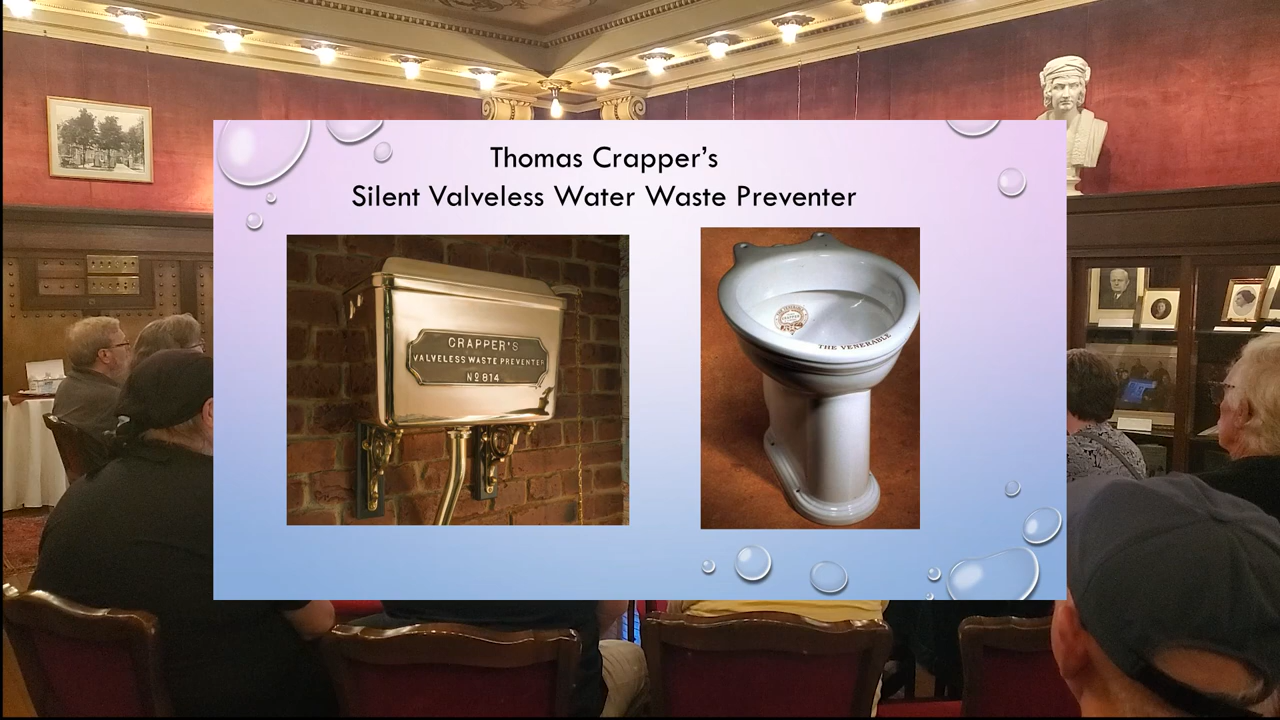 Thomas Crapper's
Silent Valveless Water Waste Preventer
CRAPPER'S
VALVELESS WASTE PREVENTER
Nº 814
THE VENERABLE